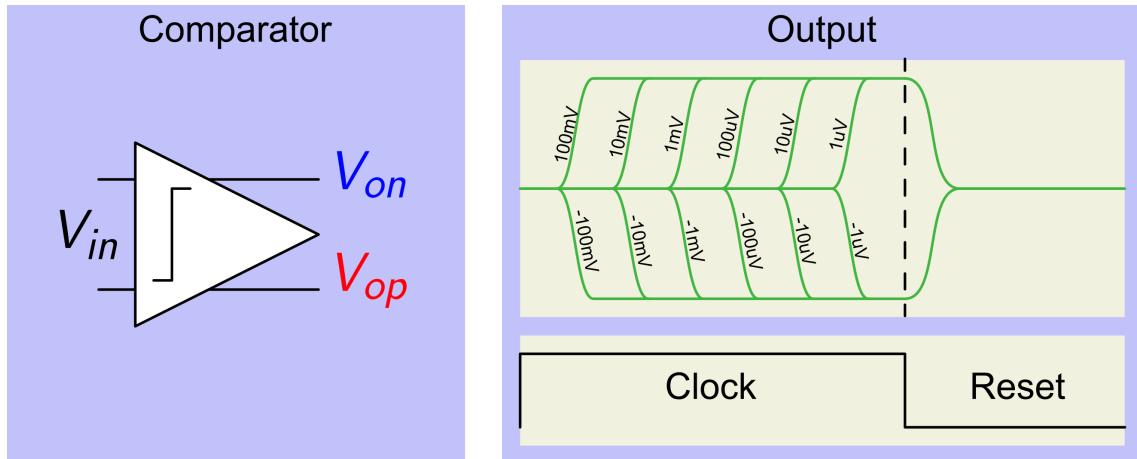 Comparator
V_in
V_on
V_op
Output
100mV
10mV
1mV
100uV
10uV
1uV
-100mV
-10mV
-1mV
-100uV
-10uV
-1uV
Clock
Reset